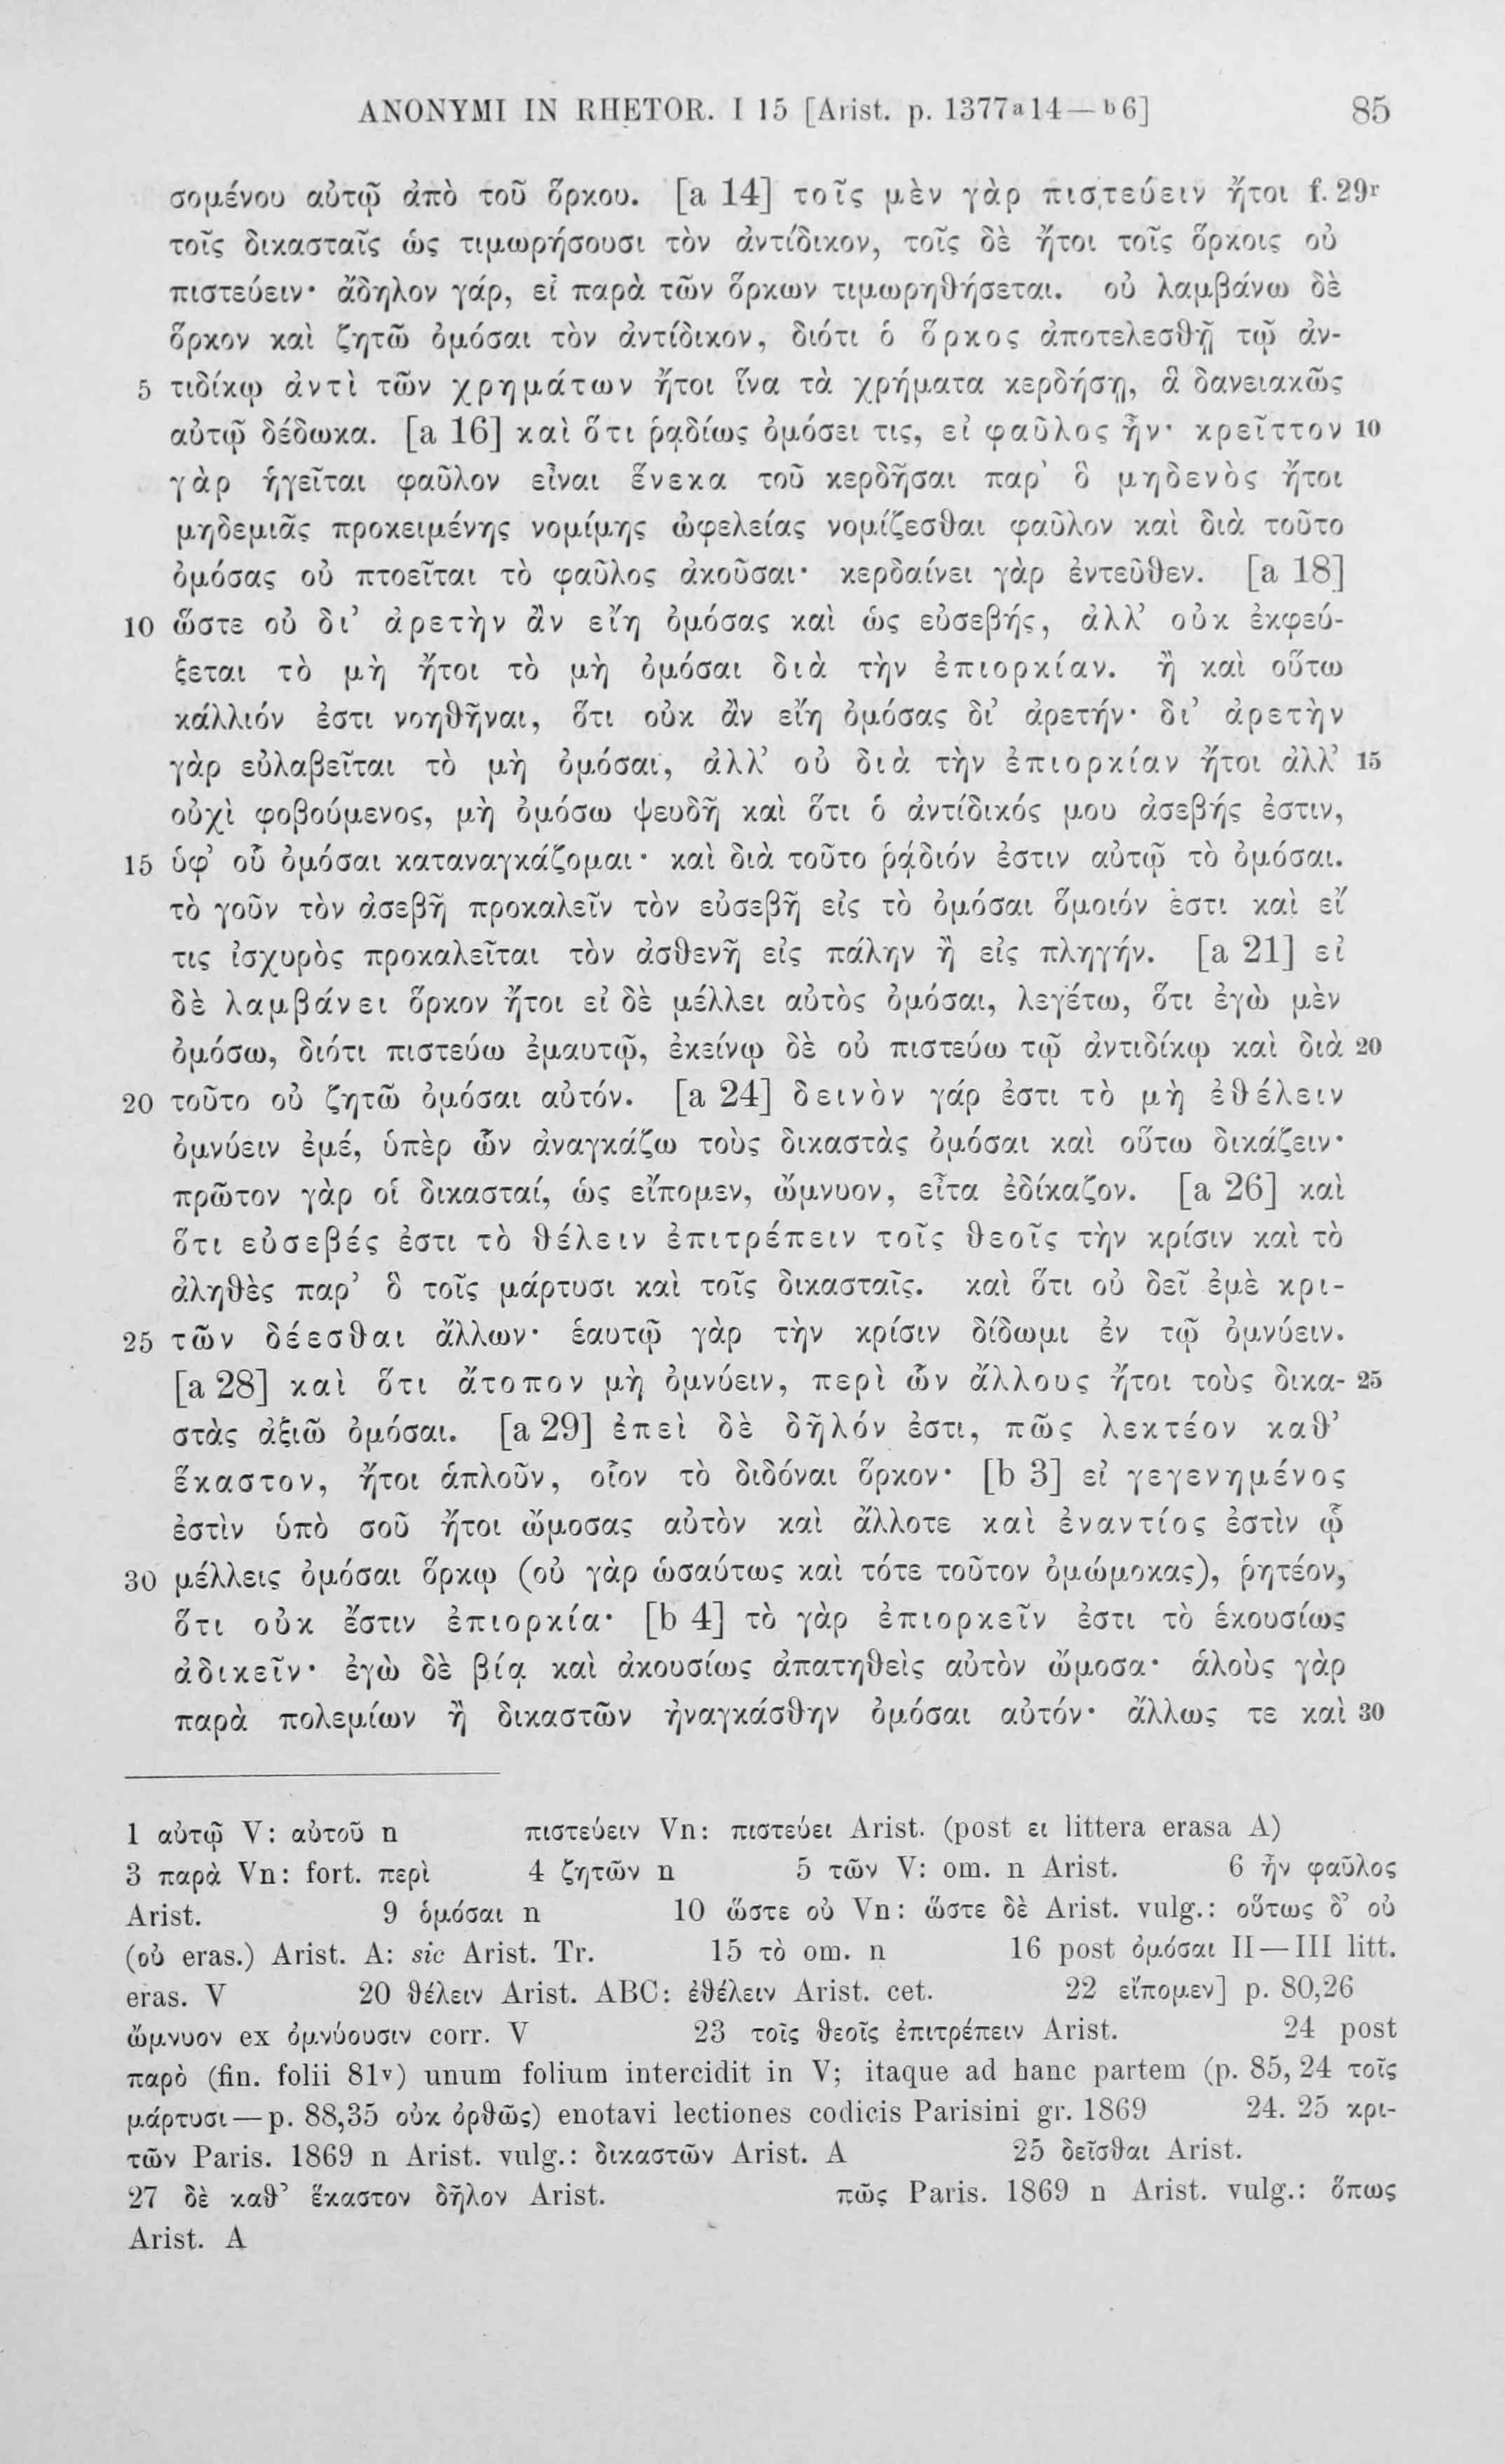 ANONYMI IN RHETOR. I 15 [Arist. p. 1377a14—b6] 85
σομένου αὐτῷ ἀπὸ τοῦ ὅρκου. [a 14] τοῖς μὲν γὰρ πιστεύειν ἤτοι f. 29r
τοῖς δικασταῖς ὡς τιμωρήσουσι τὸν ἀντίδικον, τοῖς δὲ ἤτοι τοῖς ὅρκοις οὐ
πιστεύειν· ἄδηλον γάρ, εἰ παρὰ τῶν ὅρκων τιμωρηθήσεται. οὐ λαμβάνω δὲ
ὅρκον καὶ ζητῶ ὀμόσαι τὸν ἀντίδικον, διότι ὁ ὅρκος ἀποτελεσθῇ τῷ ἀν-
5 τιδίκῳ ἀντὶ τῶν χρημάτων ἤτοι ἵνα τὰ χρήματα κερδήσῃ, ἃ δανειακῶς
αὐτῷ δέδωκα. [a 16] καὶ ὅτι ῥᾳδίως ὀμόσει τις, εἰ φαῦλος ἦν· κρεῖττον 10
γὰρ ἡγεῖται φαῦλον εἶναι ἕνεκα τοῦ κερδῆσαι παρ' ὃ μηδενὸς ἤτοι
μηδεμιᾶς προκειμένης νομίμης ὠφελείας νομίζεσθαι φαῦλον καὶ διὰ τοῦτο
ὀμόσας οὐ πτοεῖται τὸ φαῦλος ἀκοῦσαι· κερδαίνει γὰρ ἐντεῦθεν. [a 18]
10 ὥστε οὐ δι' ἀρετὴν ἂν εἴη ὀμόσας καὶ ὡς εὐσεβής, ἀλλ' οὐκ ἐκφεύ-
ξεται τὸ μὴ ἤτοι τὸ μὴ ὀμόσαι διὰ τὴν ἐπιορκίαν. ἢ καὶ οὕτω
κάλλιόν ἐστι νοηθῆναι, ὅτι οὐκ ἂν εἴη ὀμόσας δι' ἀρετήν· δι' ἀρετὴν
γὰρ εὐλαβεῖται τὸ μὴ ὀμόσαι, ἀλλ' οὐ διὰ τὴν ἐπιορκίαν ἤτοι ἀλλ' 15
οὐχὶ φοβούμενος, μὴ ὀμόσω ψευδῆ καὶ ὅτι ὁ ἀντίδικός μου ἀσεβής ἐστιν,
15 ὑφ' οὗ ὀμόσαι καταναγκάζομαι· καὶ διὰ τοῦτο ῥᾴδιόν ἐστιν αὐτῷ τὸ ὀμόσαι.
τὸ γοῦν τὸν ἀσεβῆ προκαλεῖν τὸν εὐσεβῆ εἰς τὸ ὀμόσαι ὅμοιόν ἐστι καὶ εἴ
τις ἰσχυρὸς προκαλεῖται τὸν ἀσθενῆ εἰς πάλην ἢ εἰς πληγήν. [a 21] εἰ
δὲ λαμβάνει ὅρκον ἤτοι εἰ δὲ μέλλει αὐτὸς ὀμόσαι, λεγέτω, ὅτι ἐγὼ μὲν
ὀμόσω, διότι πιστεύω ἐμαυτῷ, ἐκείνῳ δὲ οὐ πιστεύω τῷ ἀντιδίκῳ καὶ διὰ 20
20 τοῦτο οὐ ζητῶ ὀμόσαι αὐτόν. [a 24] δεινὸν γάρ ἐστι τὸ μὴ ἐθέλειν
ὀμνύειν ἐμέ, ὑπὲρ ὧν ἀναγκάζω τοὺς δικαστὰς ὀμόσαι καὶ οὕτω δικάζειν·
πρῶτον γὰρ οἱ δικασταί, ὡς εἴπομεν, ὤμνυον, εἶτα ἐδίκαζον. [a 26] καὶ
ὅτι εὐσεβές ἐστι τὸ θέλειν ἐπιτρέπειν τοῖς θεοῖς τὴν κρίσιν καὶ τὸ
ἀληθὲς παρ' ὃ τοῖς μάρτυσι καὶ τοῖς δικασταῖς. καὶ ὅτι οὐ δεῖ ἐμὲ κρι-
25 τῶν δέεσθαι ἄλλων· ἑαυτῷ γὰρ τὴν κρίσιν δίδωμι ἐν τῷ ὀμνύειν.
[a 28] καὶ ὅτι ἄτοπον μὴ ὀμνύειν, περὶ ὧν ἄλλους ἤτοι τοὺς δικα- 25
στὰς ἀξιῶ ὀμόσαι. [a 29] ἐπεὶ δὲ δῆλόν ἐστι, πῶς λεκτέον καθ'
ἕκαστον, ἤτοι ἁπλοῦν, οἷον τὸ διδόναι ὅρκον· [b 3] εἰ γεγενημένος
ἐστὶν ὑπὸ σοῦ ἤτοι ὤμοσας αὐτὸν καὶ ἄλλοτε καὶ ἐναντίος ἐστὶν ᾧ
30 μέλλεις ὀμόσαι ὅρκῳ (οὐ γὰρ ὡσαύτως καὶ τότε τοῦτον ὀμώμοκας), ῥητέον,
ὅτι οὐκ ἔστιν ἐπιορκία· [b 4] τὸ γὰρ ἐπιορκεῖν ἐστι τὸ ἑκουσίως
ἀδικεῖν· ἐγὼ δὲ βίᾳ καὶ ἀκουσίως ἀπατηθεὶς αὐτὸν ὤμοσα· ἁλοὺς γὰρ
παρὰ πολεμίων ἢ δικαστῶν ἠναγκάσθην ὀμόσαι αὐτόν· ἄλλως τε καὶ 30
1 αὐτῷ V: αὐτοῦ n πιστεύειν Vn: πιστεύει Arist. (post ει littera erasa A)
3 παρὰ Vn: fort. περὶ 4 ζητῶν n 5 τῶν V: om. n Arist. 6 ἦν φαῦλος
Arist. 9 ὁμόσαι n 10 ὥστε οὐ Vn: ὥστε δὲ Arist. vulg.: οὕτως δ' οὐ
(οὐ eras.) Arist. A: sic Arist. Tr. 15 τὸ om. n 16 post ὀμόσαι II—III litt.
eras. V 20 θέλειν Arist. ABC: ἐθέλειν Arist. cet. 22 εἴπομεν] p. 80,26
ὤμνυον ex ὀμνύουσιν corr. V 23 τοῖς θεοῖς ἐπιτρέπειν Arist. 24 post
παρὸ (fin. folii 81v) unum folium intercidit in V; itaque ad hanc partem (p. 85, 24 τοῖς
μάρτυσι—p. 88,35 οὐκ ὀρθῶς) enotavi lectiones codicis Parisini gr. 1869 24. 25 κρι-
τῶν Paris. 1869 n Arist. vulg.: δικαστῶν Arist. A 25 δεῖσθαι Arist.
27 δὲ καθ' ἕκαστον δῆλον Arist. πῶς Paris. 1869 n Arist. vulg.: ὅπως
Arist. A